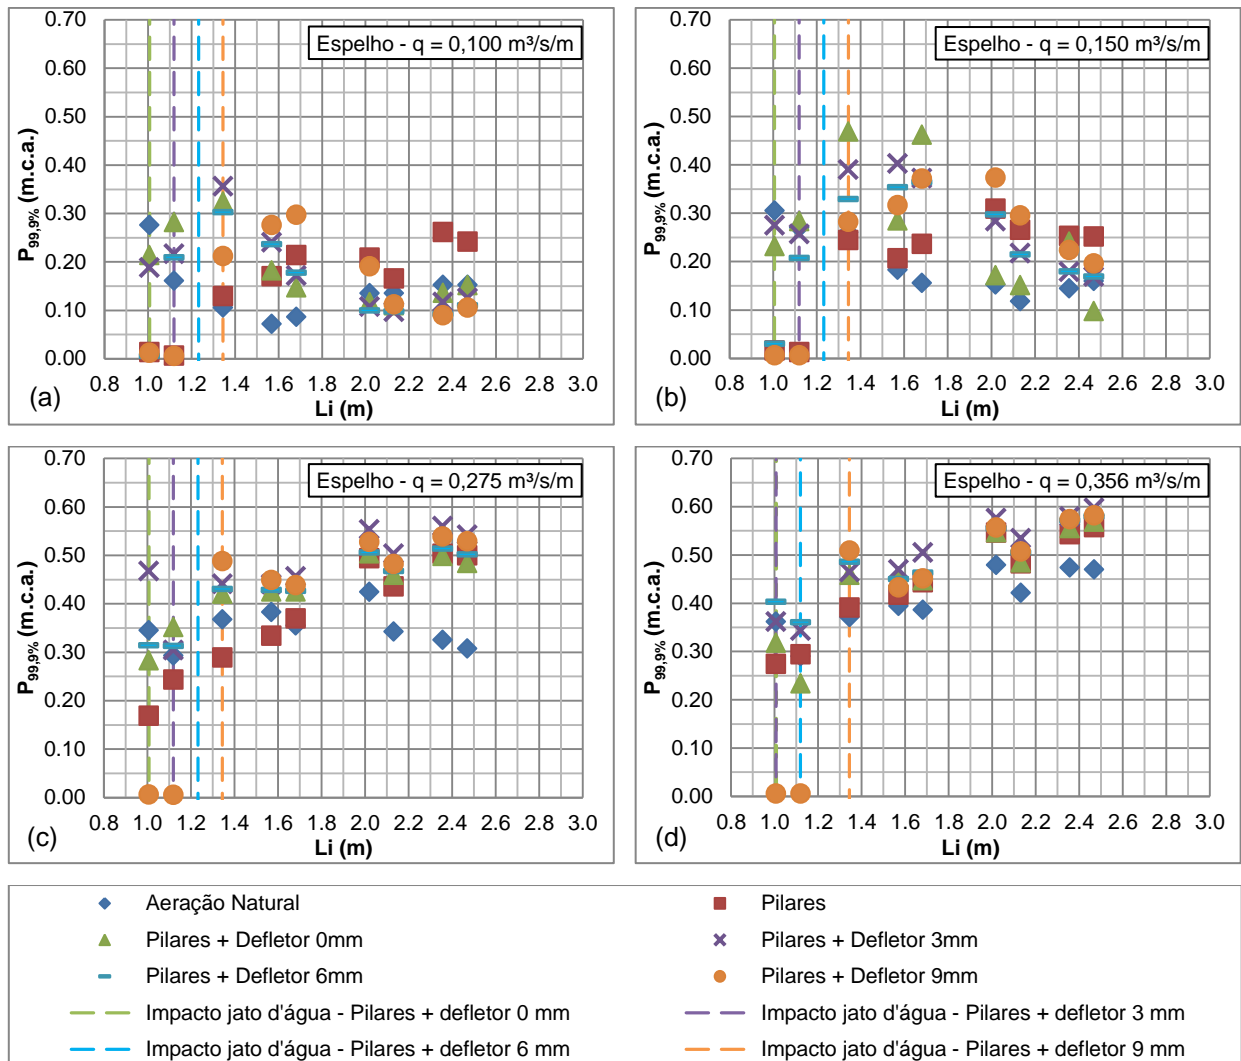 0.70
0.60
0.50
0.40
0.30
0.20
0.10
0.00
P99,9% (m.c.a.)
Espelho - q = 0,100 m³/s/m
0.8 1.0 1.2 1.4 1.6 1.8 2.0 2.2 2.4 2.6 2.8 3.0
(a)
Li (m)
0.70
0.60
0.50
0.40
0.30
0.20
0.10
0.00
P99,9% (m.c.a.)
Espelho - q = 0,150 m³/s/m
0.8 1.0 1.2 1.4 1.6 1.8 2.0 2.2 2.4 2.6 2.8 3.0
(b)
Li (m)
0.70
0.60
0.50
0.40
0.30
0.20
0.10
0.00
P99,9% (m.c.a.)
Espelho - q = 0,275 m³/s/m
0.8 1.0 1.2 1.4 1.6 1.8 2.0 2.2 2.4 2.6 2.8 3.0
(c)
Li (m)
0.70
0.60
0.50
0.40
0.30
0.20
0.10
0.00
P99,9% (m.c.a.)
Espelho - q = 0,356 m³/s/m
0.8 1.0 1.2 1.4 1.6 1.8 2.0 2.2 2.4 2.6 2.8 3.0
(d)
Li (m)
Aeração Natural
Pilares
Pilares + Defletor 0mm
Pilares + Defletor 3mm
Pilares + Defletor 6mm
Pilares + Defletor 9mm
Impacto jato d'água - Pilares + defletor 0 mm
Impacto jato d'água - Pilares + defletor 3 mm
Impacto jato d'água - Pilares + defletor 6 mm
Impacto jato d'água - Pilares + defletor 9 mm